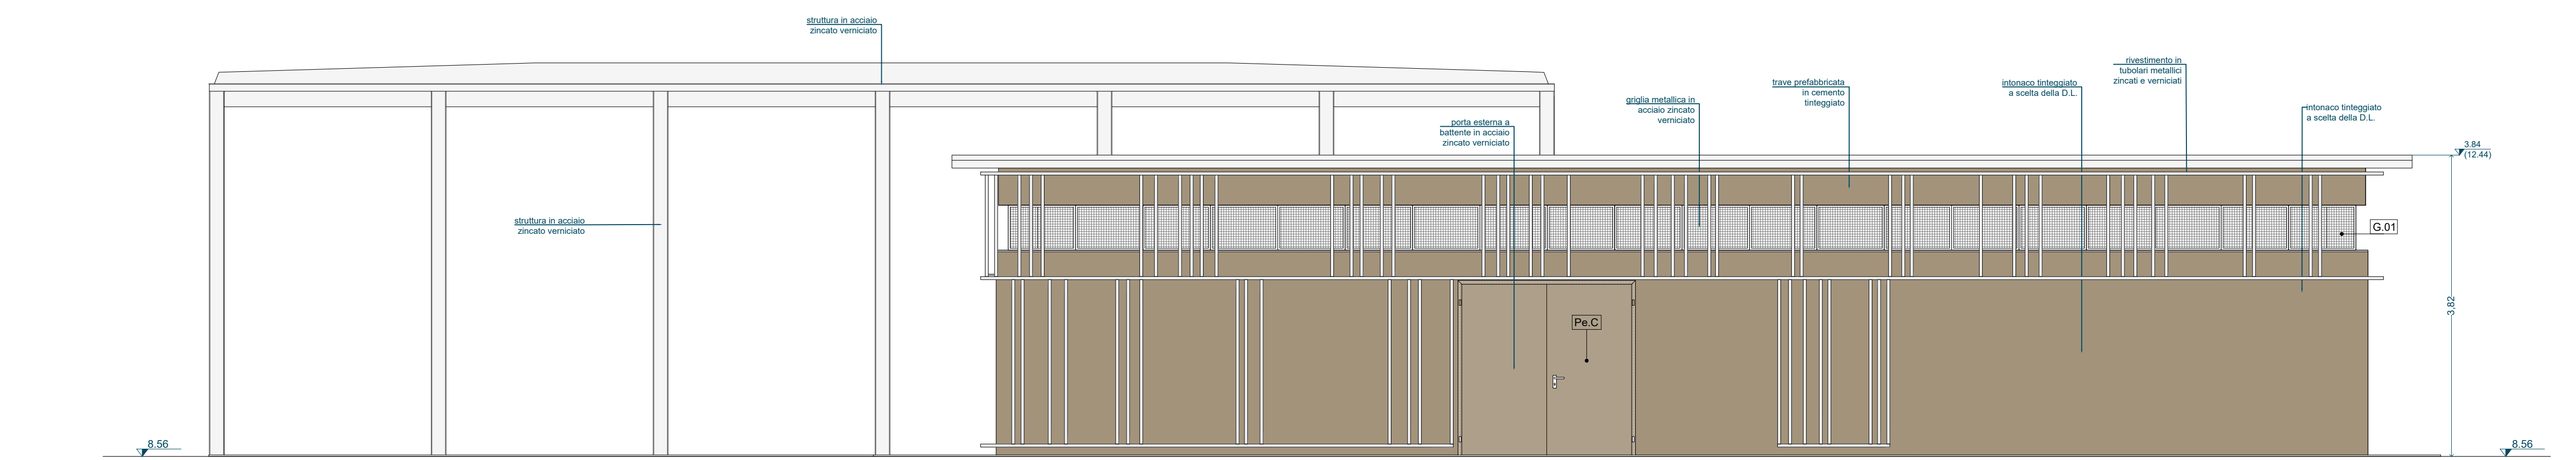 struttura in acciaio
zincato verniciato
rivestimento in
tubolari metallici
zincati e verniciati
trave prefabbricata
in cemento
tinteggiato
intonaco tinteggiato
a scelta della D.L.
griglia metallica in
acciaio zincato
verniciato
intonaco tinteggiato
a scelta della D.L.
porta esterna a
battente in acciaio
zincato verniciato
3.84
(12.44)
struttura in acciaio
zincato verniciato
G.01
3,82
Pe.C
8.56
8.56